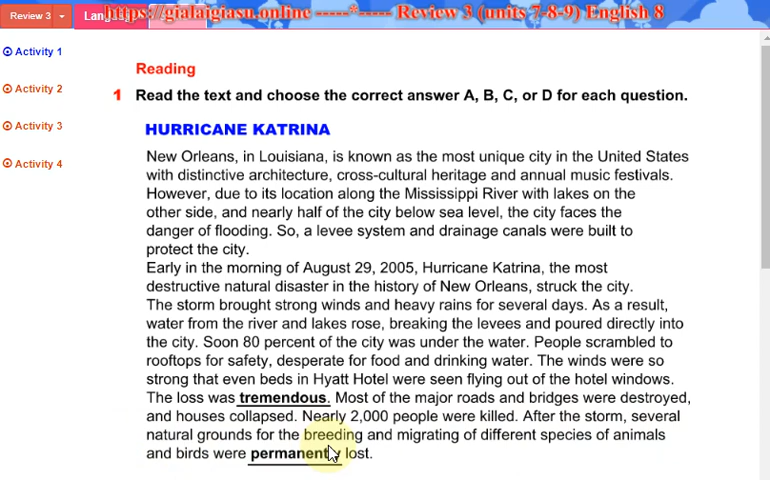 Review 3
Lan
https://gialaigiasu.online -----*----- Review 3 (units 7-8-9) English 8
Activity 1
Activity 2
Activity 3
Activity 4
Reading
1 Read the text and choose the correct answer A, B, C, or D for each question.
HURRICANE KATRINA
New Orleans, in Louisiana, is known as the most unique city in the United States
with distinctive architecture, cross-cultural heritage and annual music festivals.
However, due to its location along the Mississippi River with lakes on the
other side, and nearly half of the city below sea level, the city faces the
danger of flooding. So, a levee system and drainage canals were built to
protect the city.
Early in the morning of August 29, 2005, Hurricane Katrina, the most
destructive natural disaster in the history of New Orleans, struck the city.
The storm brought strong winds and heavy rains for several days. As a result,
water from the river and lakes rose, breaking the levees and poured directly into
the city. Soon 80 percent of the city was under the water. People scrambled to
rooftops for safety, desperate for food and drinking water. The winds were so
strong that even beds in Hyatt Hotel were seen flying out of the hotel windows.
The loss was tremendous. Most of the major roads and bridges were destroyed,
and houses collapsed. Nearly 2,000 people were killed. After the storm, several
natural grounds for the breeding and migrating of different species of animals
and birds were permanently lost.